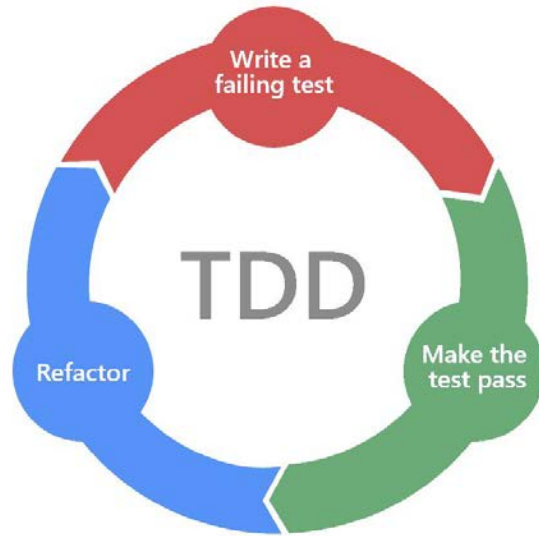 Write a
failing test
TDD
Refactor
Make the
test pass